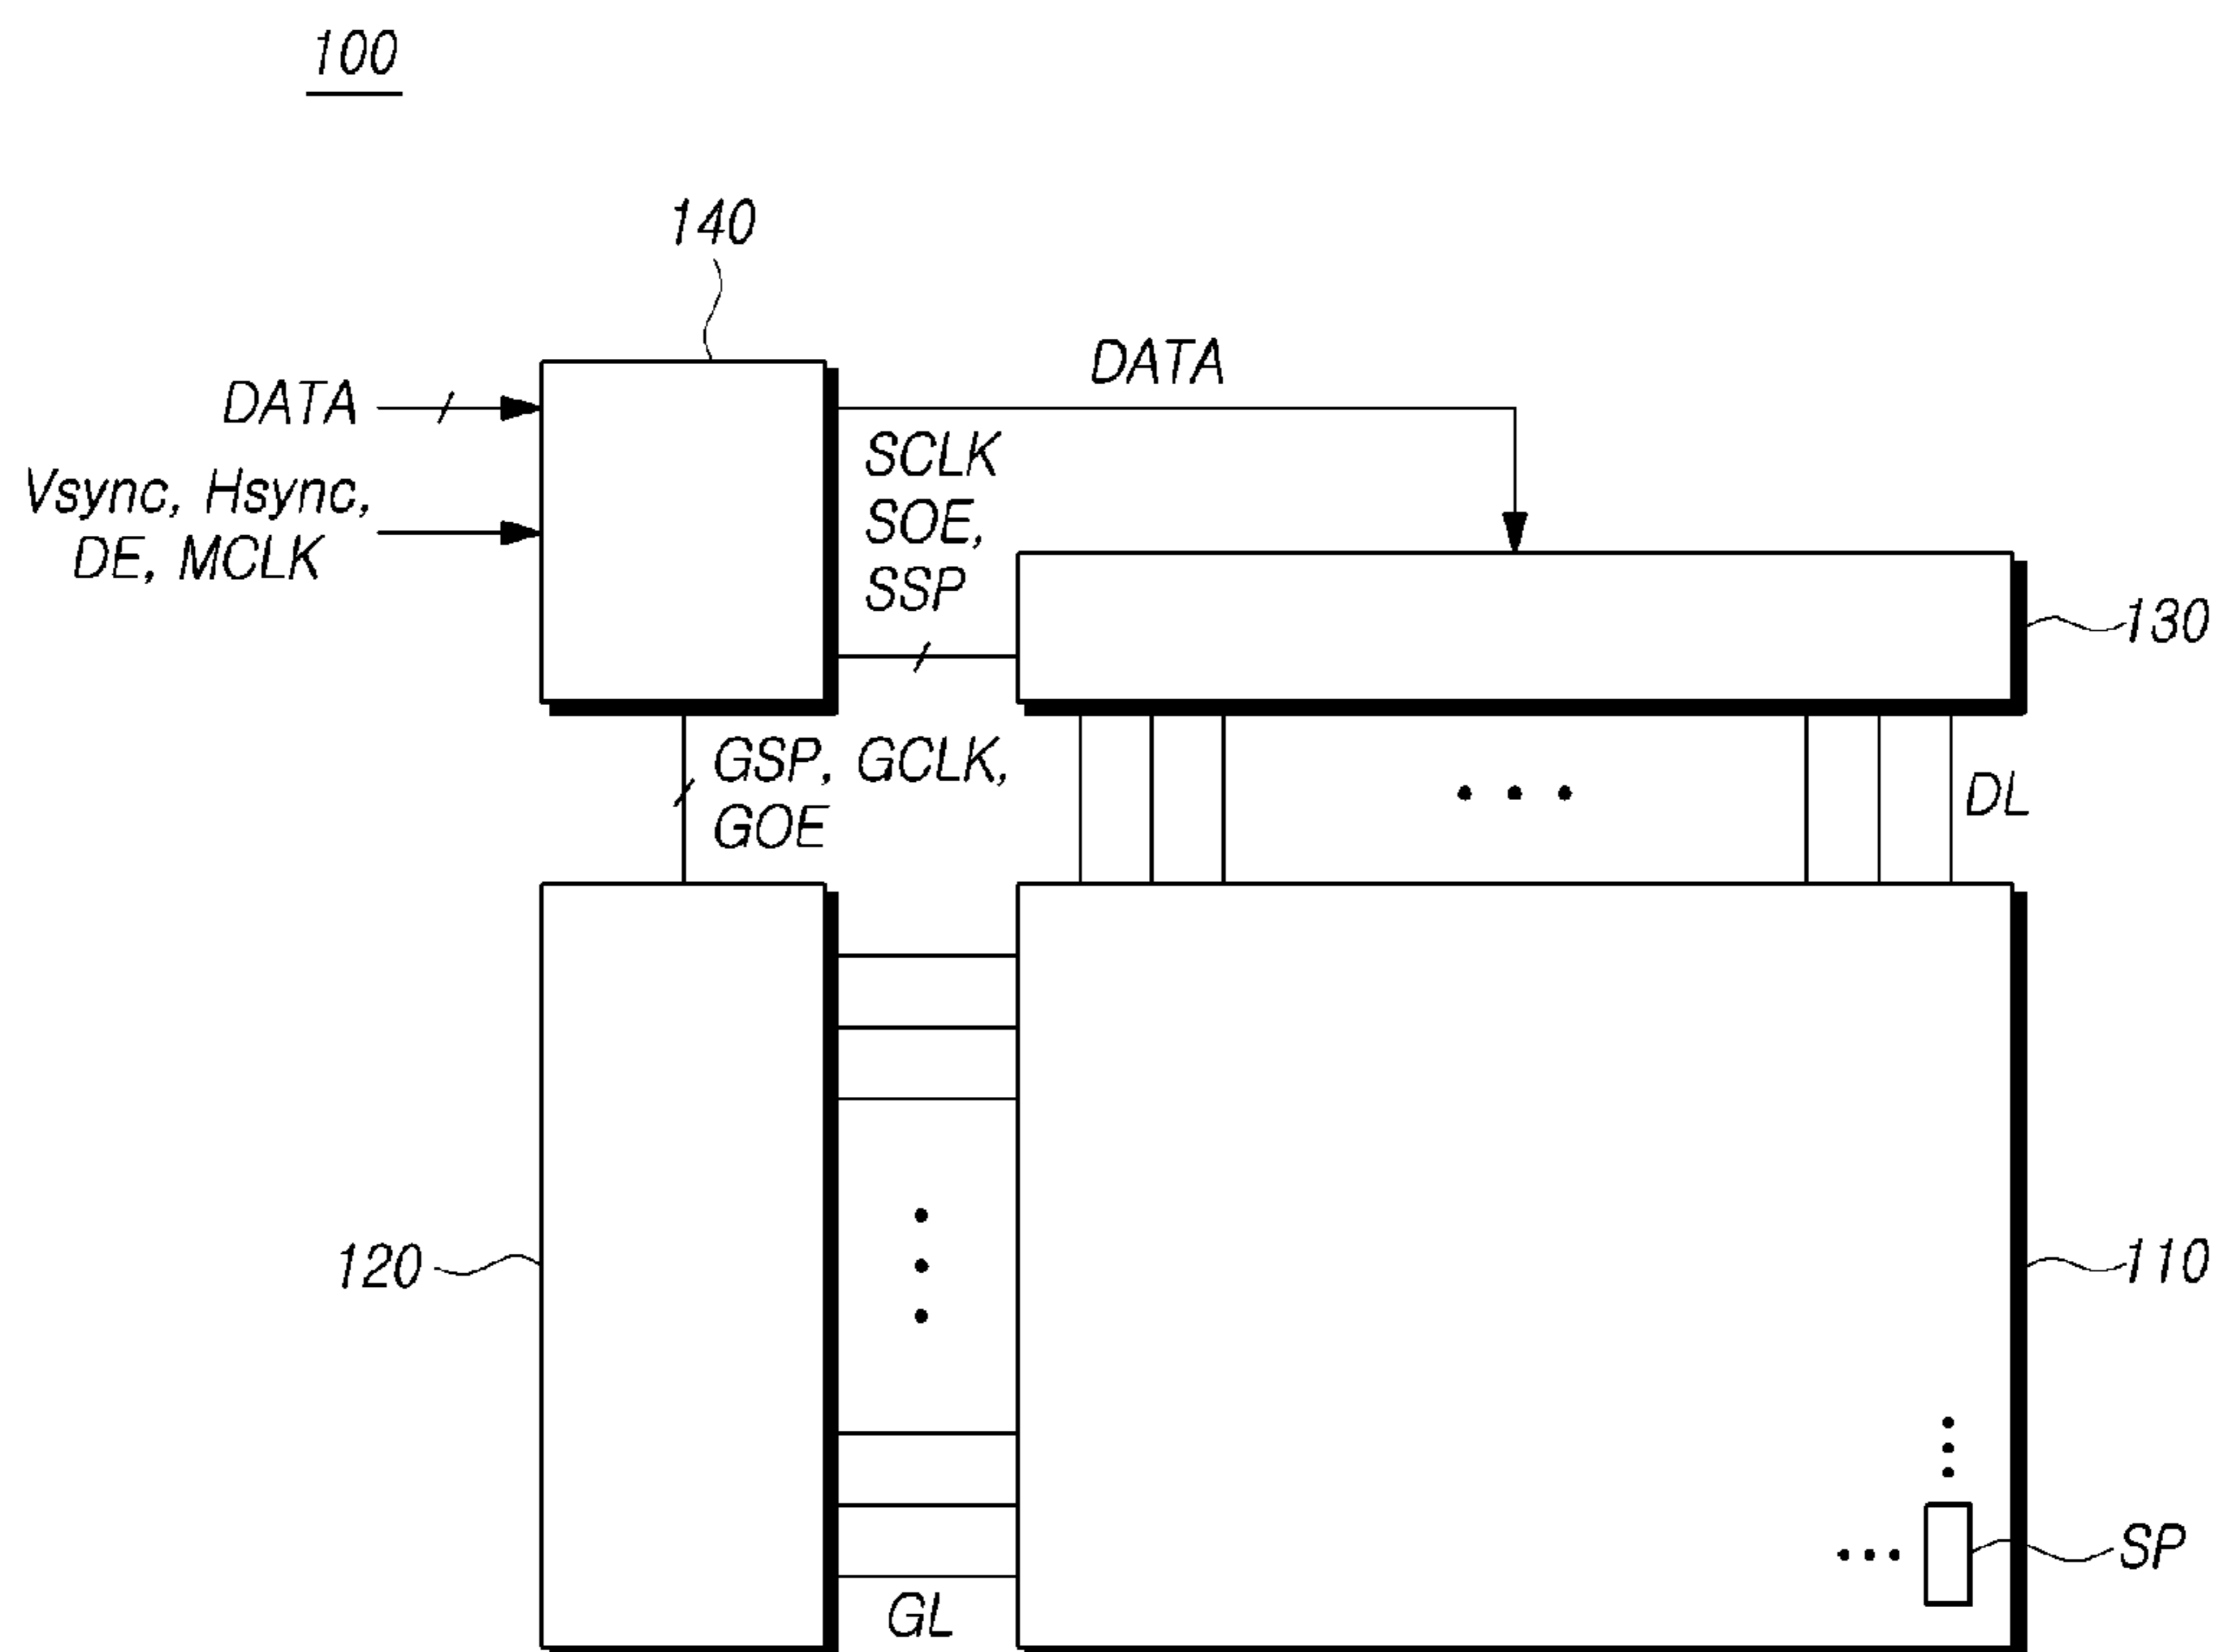 100
140
DATA
DATA
Vsync, Hsync,
DE, MCLK
SCLK
SOE,
SSP
130
GSP, GCLK,
GOE
DL
120
110
SP
GL